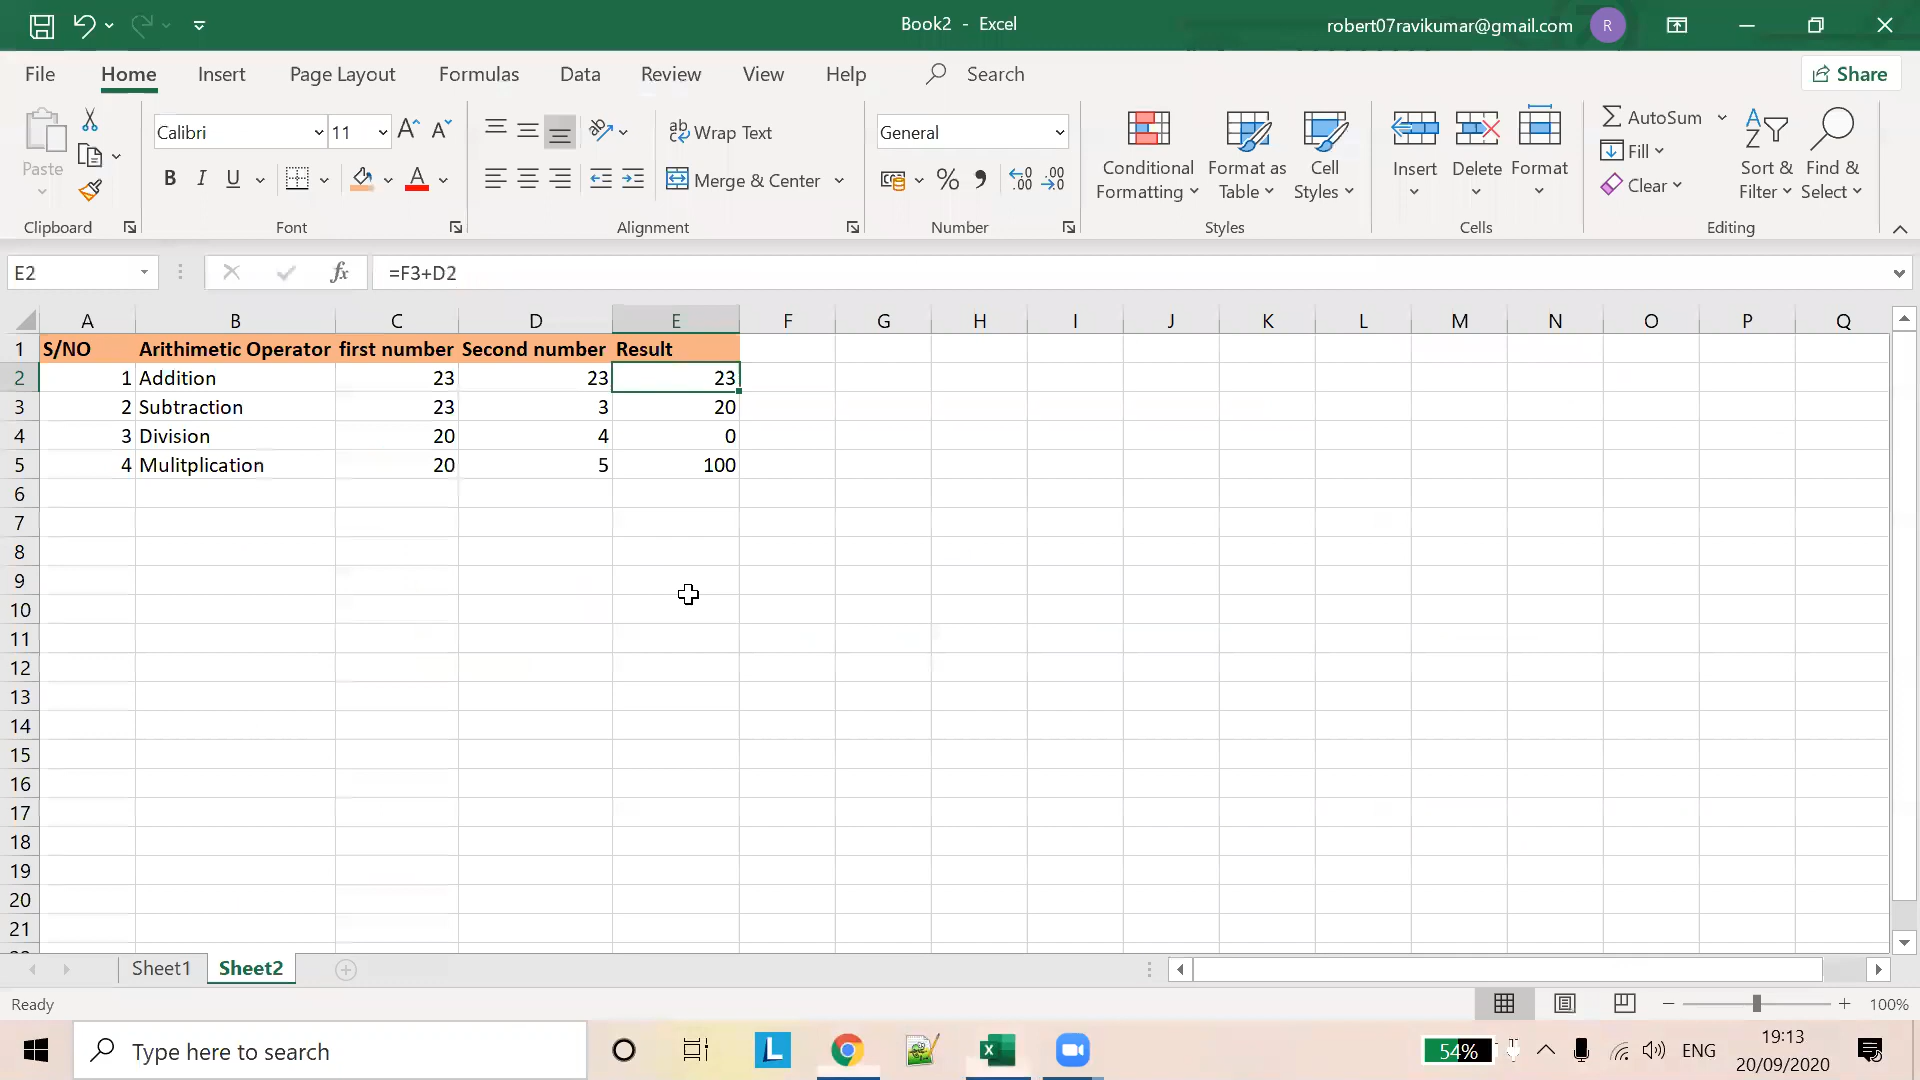 Book2 - Excel
robert07ravikumar@gmail.com
R
File Home Insert Page Layout Formulas Data Review View Help Search Share
Paste
Clipboard
Calibri 11
B I U A
Font
ab Wrap Text
Merge & Center
Alignment
General
% 9
Number
Conditional Formatting
Format as Table
Cell Styles
Styles
Insert Delete Format
Cells
AutoSum
Fill
Clear
Sort & Filter
Find & Select
Editing
E2 fx =F3+D2
A B C D E F G H I J K L M N O P Q
1 S/NO Arithimetic Operator first number Second number Result
2 1 Addition 23 23 23
3 2 Subtraction 23 3 20
4 3 Division 20 4 0
5 4 Mulitplication 20 5 100
6
7
8
9
10
11
12
13
14
15
16
17
18
19
20
21
Sheet1 Sheet2
Ready 100%
Type here to search
L
X
54%
ENG
19:13
20/09/2020